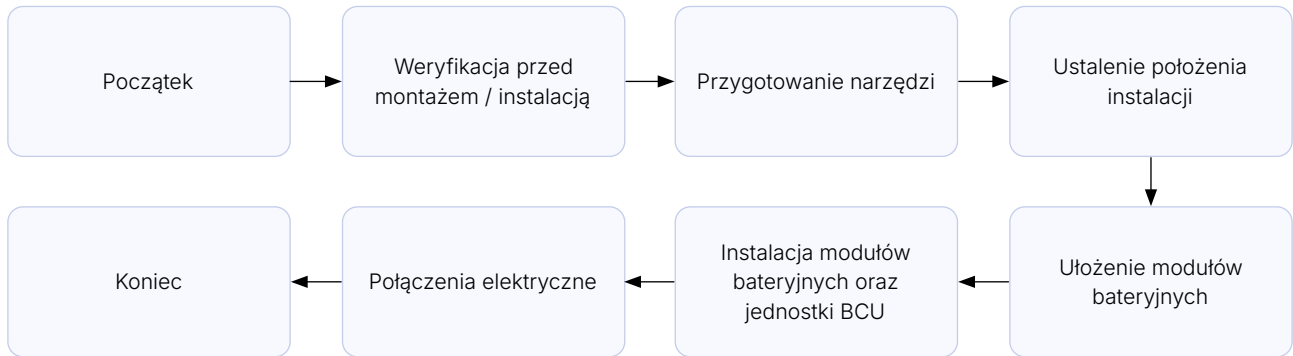 Początek
Weryfikacja przed
montażem / instalacją
Przygotowanie narzędzi
Ustalenie położenia
instalacji
Ułożenie modułów
bateryjnych
Instalacja modułów
bateryjnych oraz
jednostki BCU
Połączenia elektryczne
Koniec